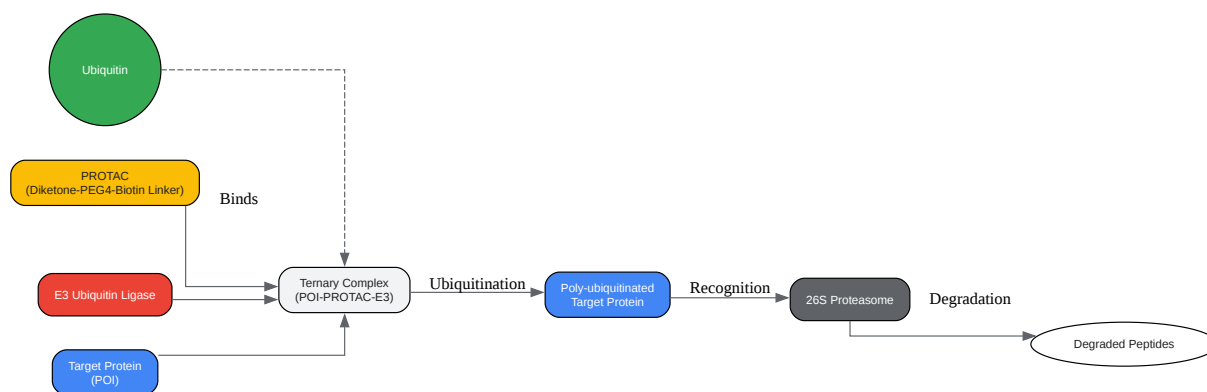 Ubiquitin
PROTAC
(Diketone-PEG4-Biotin Linker)
Binds
E3 Ubiquitin Ligase
Target Protein
(POI)
Ternary Complex
(POI-PROTAC-E3)
Ubiquitination
Poly-ubiquitinated
Target Protein
Recognition
26S Proteasome
Degradation
Degraded Peptides